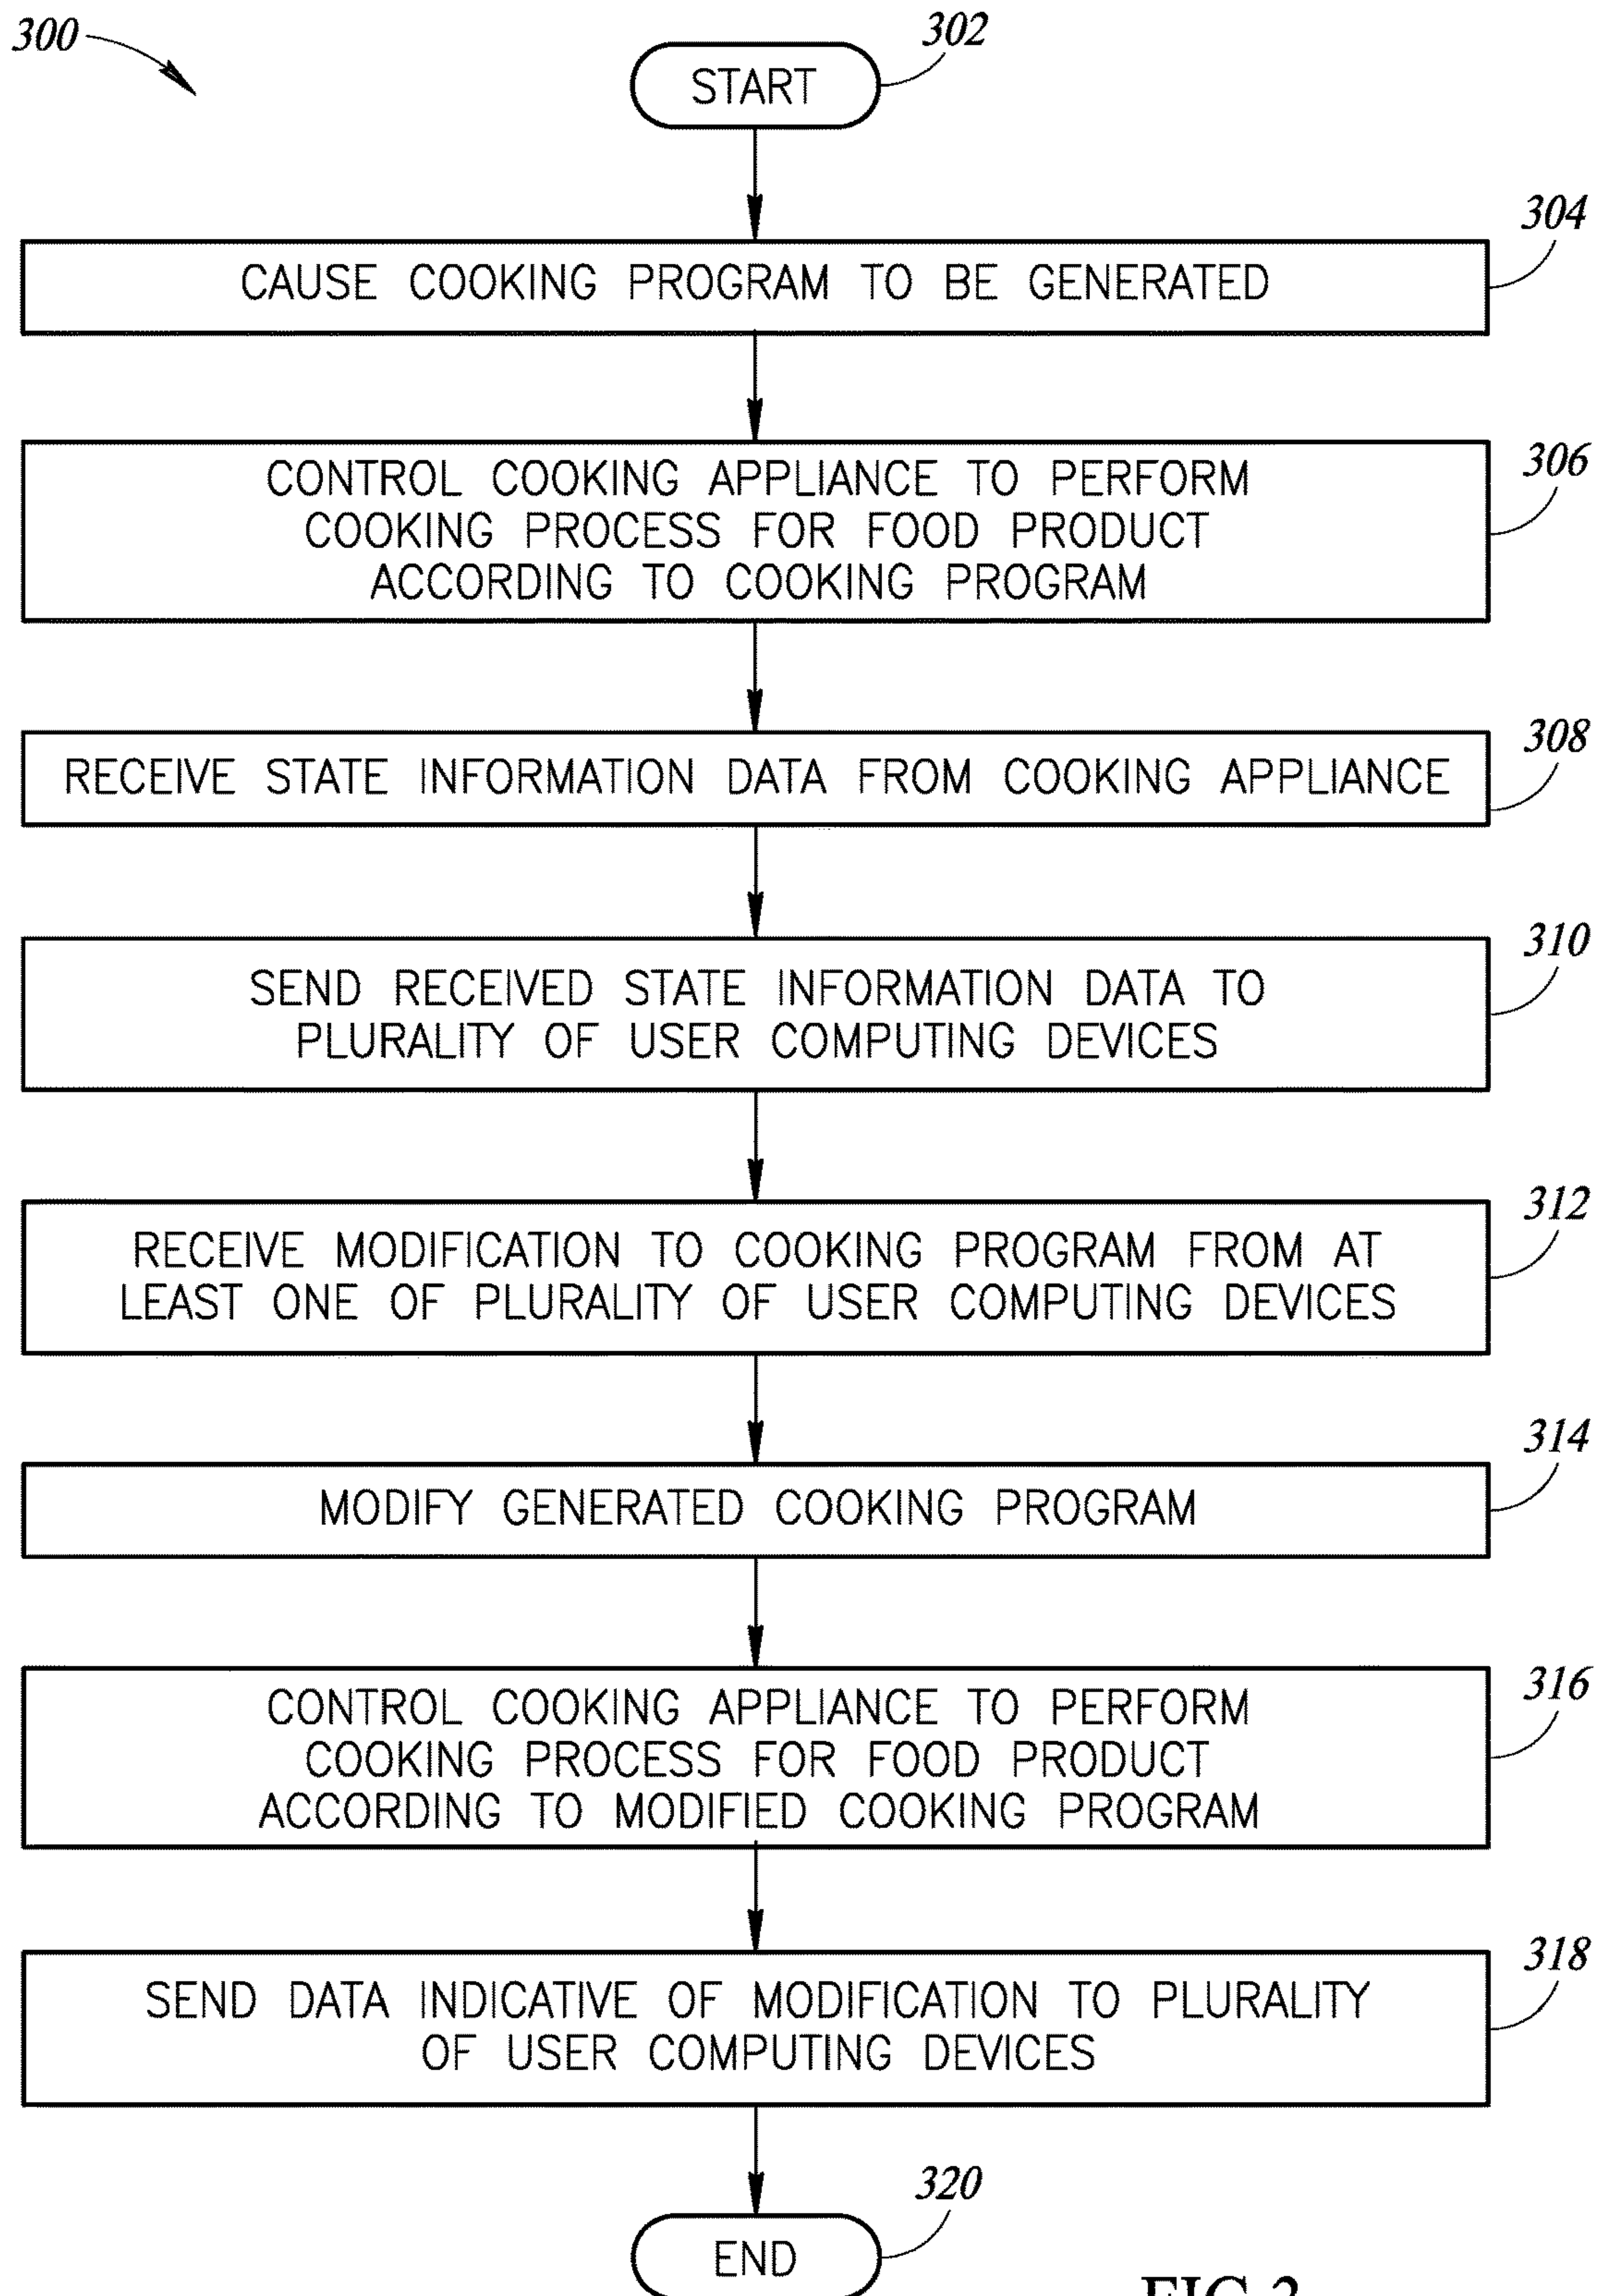 300
302
START
304
CAUSE COOKING PROGRAM TO BE GENERATED
306
CONTROL COOKING APPLIANCE TO PERFORM
COOKING PROCESS FOR FOOD PRODUCT
ACCORDING TO COOKING PROGRAM
308
RECEIVE STATE INFORMATION DATA FROM COOKING APPLIANCE
310
SEND RECEIVED STATE INFORMATION DATA TO
PLURALITY OF USER COMPUTING DEVICES
312
RECEIVE MODIFICATION TO COOKING PROGRAM FROM AT
LEAST ONE OF PLURALITY OF USER COMPUTING DEVICES
314
MODIFY GENERATED COOKING PROGRAM
316
CONTROL COOKING APPLIANCE TO PERFORM
COOKING PROCESS FOR FOOD PRODUCT
ACCORDING TO MODIFIED COOKING PROGRAM
318
SEND DATA INDICATIVE OF MODIFICATION TO PLURALITY
OF USER COMPUTING DEVICES
320
END